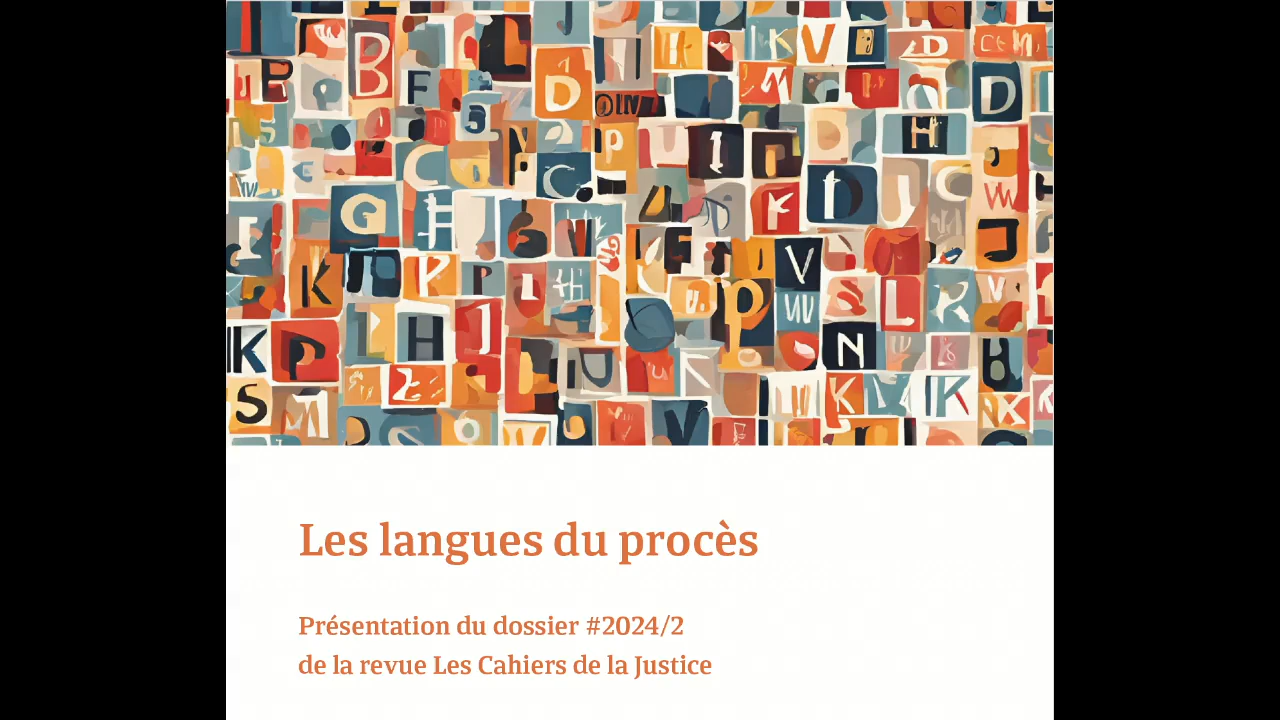 Les langues du procès
Présentation du dossier #2024/2
de la revue Les Cahiers de la Justice